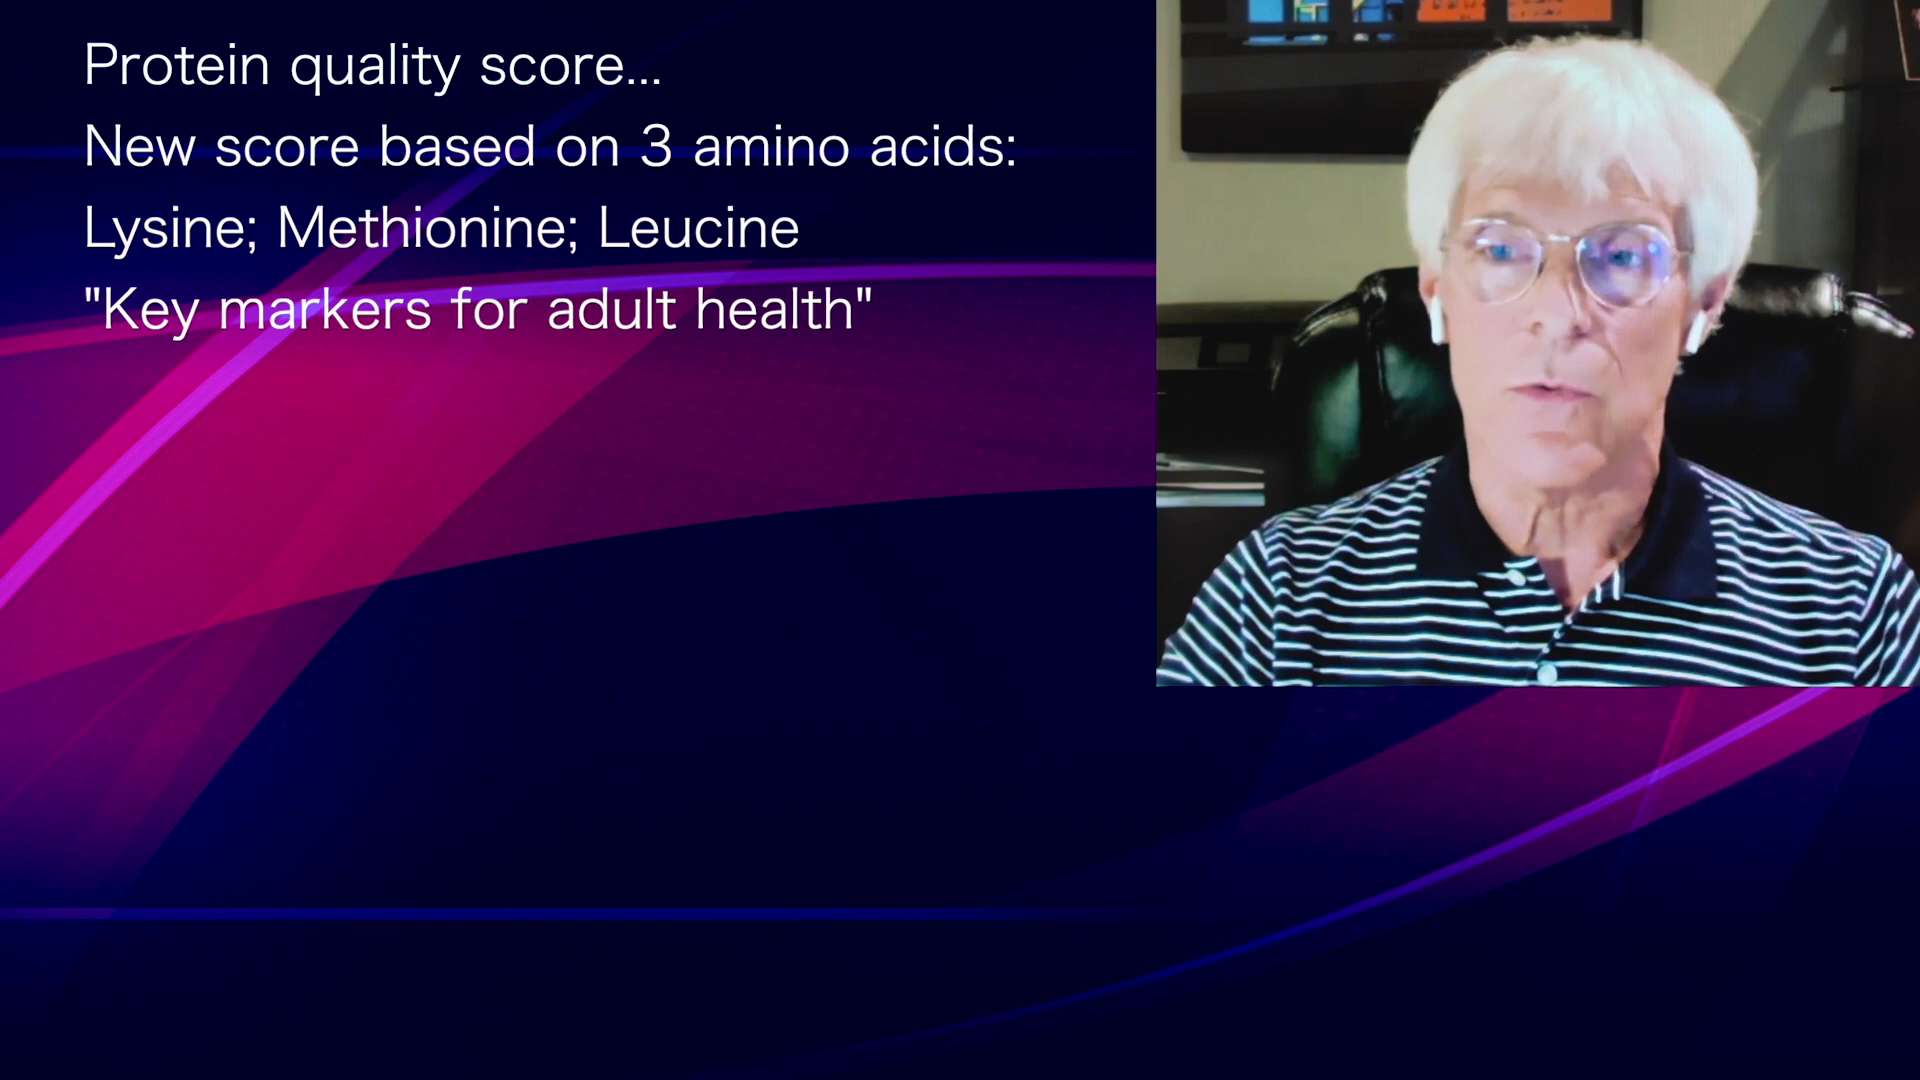 Protein quality score...
New score based on 3 amino acids:
Lysine; Methionine; Leucine
"Key markers for adult health"